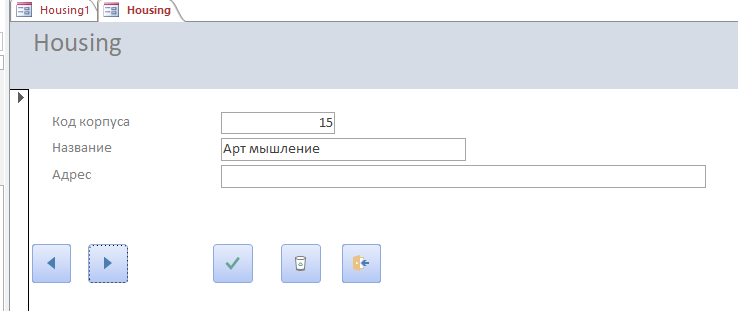 Housing1 Housing
Housing
Код корпуса 15
Название Арт мышление
Адрес